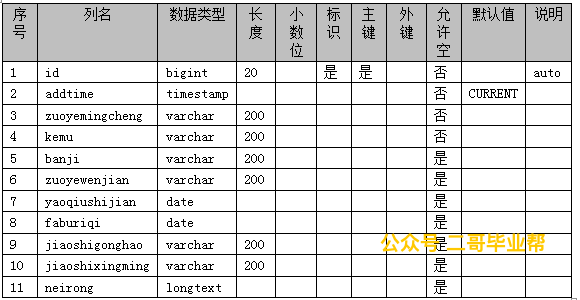 序号 列名 数据类型 长度 小数位 标识 主键 外键 允许空 默认值 说明
1 id bigint 20 是 是 否 auto
2 addtime timestamp 否 CURRENT
3 zuoyemingcheng varchar 200 否
4 kemu varchar 200 否
5 banji varchar 200 是
6 zuoyewenjian varchar 200 是
7 yaoqiushijian date 是
8 faburiqi date 是
9 jiaoshigonghao varchar 200 是
公众号 二哥毕业帮
10 jiaoshixingming varchar 200 是
11 neirong longtext 是